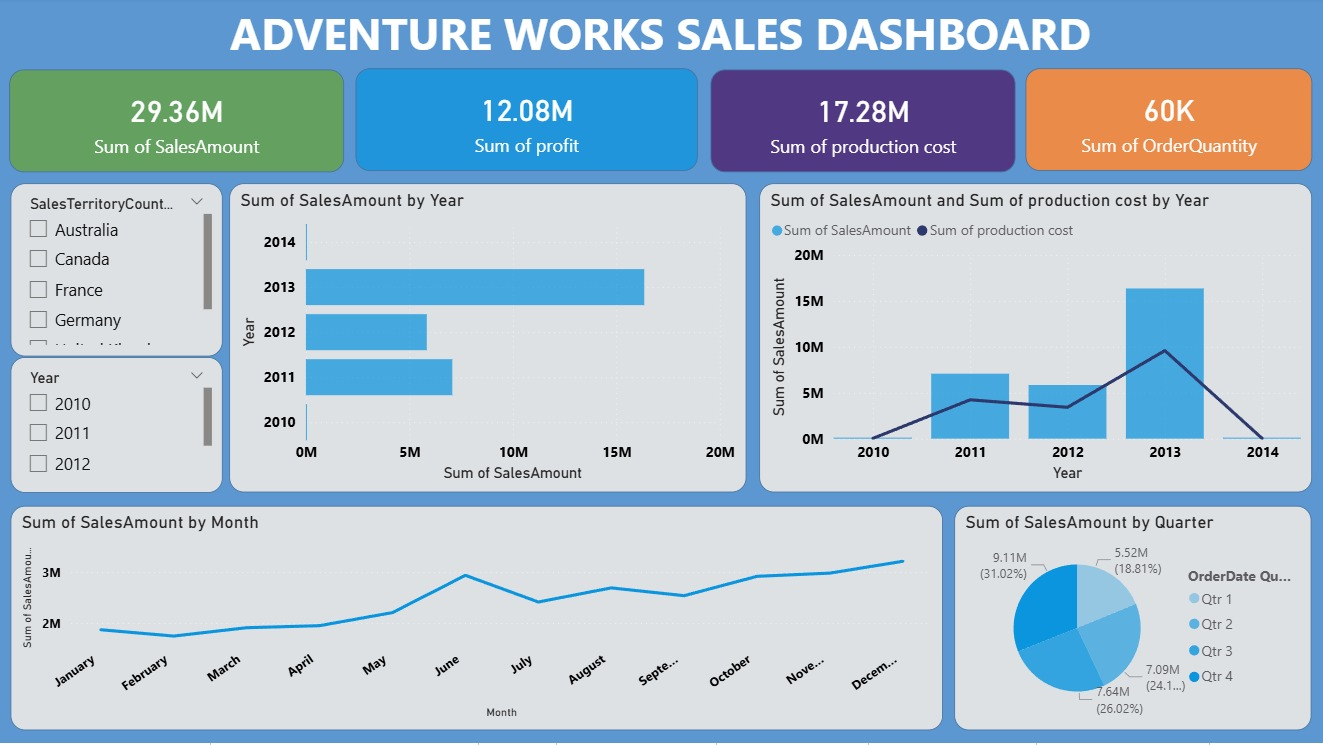 ADVENTURE WORKS SALES DASHBOARD
29.36M
Sum of SalesAmount
12.08M
Sum of profit
17.28M
Sum of production cost
60K
Sum of OrderQuantity
SalesTerritoryCount...
Australia
Canada
France
Germany
Year
2010
2011
2012
Sum of SalesAmount by Year
Year
2014
2013
2012
2011
2010
0M 5M 10M 15M 20M
Sum of SalesAmount
Sum of SalesAmount and Sum of production cost by Year
Sum of SalesAmount Sum of production cost
Sum of SalesAmount
20M
15M
10M
5M
0M
2010 2011 2012 2013 2014
Year
Sum of SalesAmount by Month
Sum of SalesAmou...
3M
2M
January February March April May June July August Septe... October Nove... Decem...
Month
Sum of SalesAmount by Quarter
9.11M
(31.02%)
5.52M
(18.81%)
7.09M
(24.1...)
7.64M
(26.02%)
OrderDate Qu...
Qtr 1
Qtr 2
Qtr 3
Qtr 4